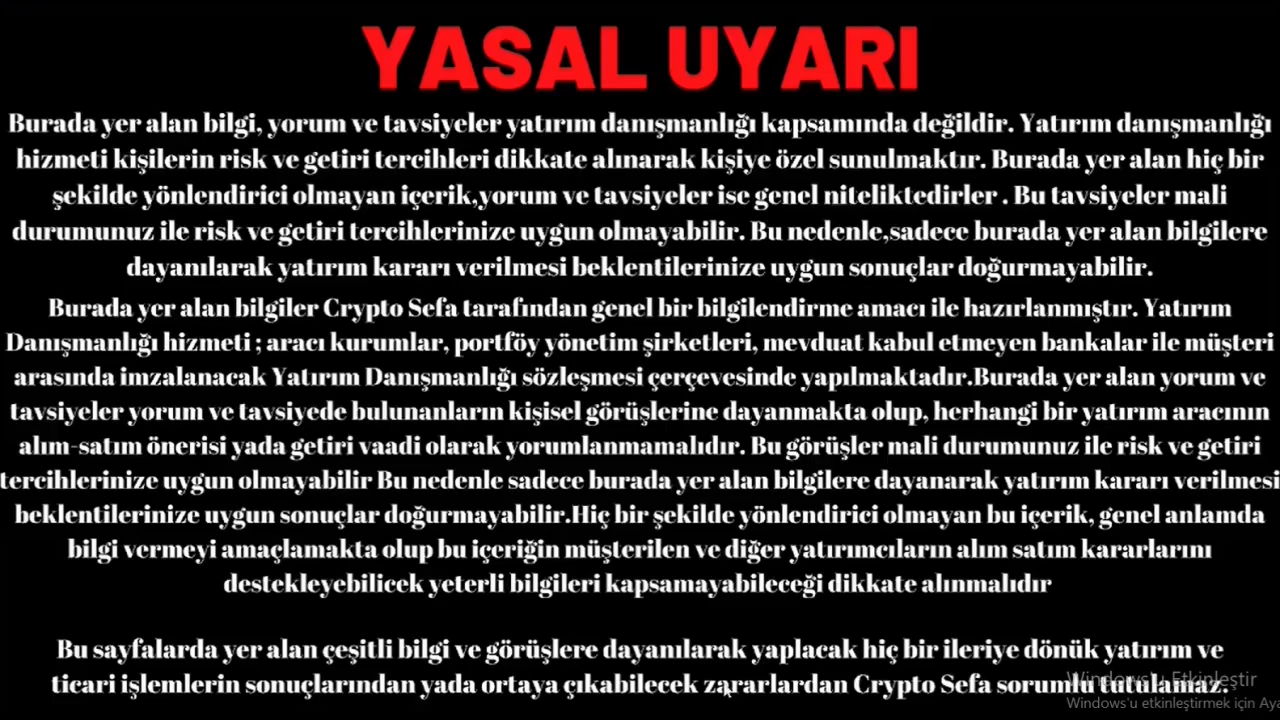 YASAL UYARI
Burada yer alan bilgi, yorum ve tavsiyeler yatırım danışmanlığı kapsamında değildir. Yatırım danışmanlığı
hizmeti kişilerin risk ve getiri tercihleri dikkate alınarak kişiye özel sunulmaktır. Burada yer alan hiç bir
şekilde yönlendirici olmayan içerik,yorum ve tavsiyeler ise genel niteliktedirler . Bu tavsiyeler mali
durumunuz ile risk ve getiri tercihlerinize uygun olmayabilir. Bu nedenle,sadece burada yer alan bilgilere
dayanılarak yatırım kararı verilmesi beklentilerinize uygun sonuçlar doğurmayabilir.
Burada yer alan bilgiler Crypto Sefa tarafından genel bir bilgilendirme amacı ile hazırlanmıştır. Yatırım
Danışmanlığı hizmeti ; aracı kurumlar, portföy yönetim şirketleri, mevduat kabul etmeyen bankalar ile müşteri
arasında imzalanacak Yatırım Danışmanlığı sözleşmesi çerçevesinde yapılmaktadır.Burada yer alan yorum ve
tavsiyeler yorum ve tavsiyede bulunanların kişisel görüşlerine dayanmakta olup, herhangi bir yatırım aracının
alım-satım önerisi yada getiri vaadi olarak yorumlanmamalıdır. Bu görüşler mali durumunuz ile risk ve getiri
tercihlerinize uygun olmayabilir Bu nedenle sadece burada yer alan bilgilere dayanarak yatırım kararı verilmesi
beklentilerinize uygun sonuçlar doğurmayabilir.Hiç bir şekilde yönlendirici olmayan bu içerik, genel anlamda
bilgi vermeyi amaçlamakta olup bu içeriğin müşterilen ve diğer yatırımcıların alım satım kararlarını
destekleyebilicek yeterli bilgileri kapsamayabileceği dikkate alınmalıdır
Bu sayfalarda yer alan çeşitli bilgi ve görüşlere dayanılarak yaplacak hiç bir ileriye dönük yatırım ve
ticari işlemlerin sonuçlarından yada ortaya çıkabilecek zararlardan Crypto Sefa sorumlu tutulamaz.
Windows'u Etkinleştir
Windows'u etkinleştirmek için Aya